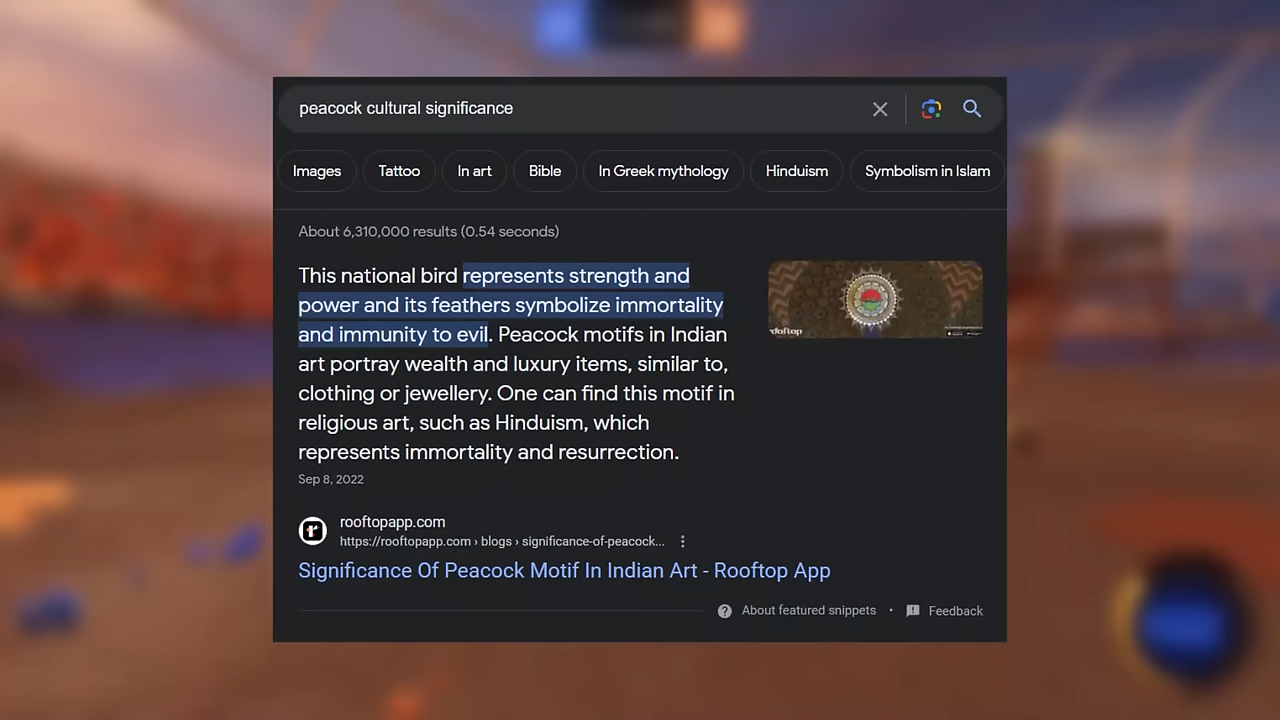 peacock cultural significance
Images Tattoo In art Bible In Greek mythology Hinduism Symbolism in Islam
About 6,310,000 results (0.54 seconds)
This national bird represents strength and
power and its feathers symbolize immortality
and immunity to evil. Peacock motifs in Indian
art portray wealth and luxury items, similar to,
clothing or jewellery. One can find this motif in
religious art, such as Hinduism, which
represents immortality and resurrection.
Sep 8, 2022
rooftopapp.com
https://rooftopapp.com › blogs › significance-of-peacock...
Significance Of Peacock Motif In Indian Art - Rooftop App
About featured snippets • Feedback